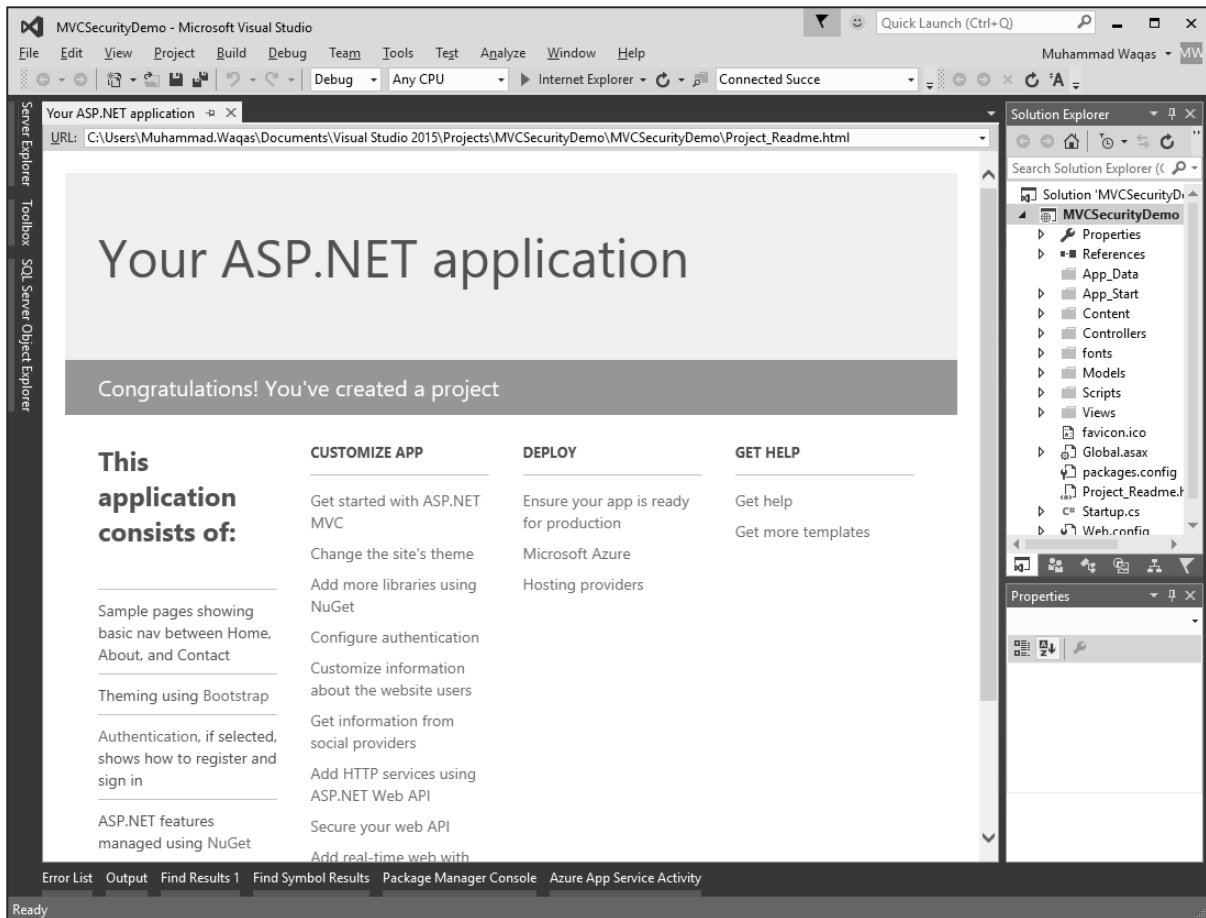 MVCSecurityDemo - Microsoft Visual Studio
Quick Launch (Ctrl+Q)
File Edit View Project Build Debug Team Tools Test Analyze Window Help
Muhammad Waqas MW
Debug Any CPU Internet Explorer Connected Succe
Server Explorer
Toolbox
SQL Server Object Explorer
Your ASP.NET application
URL: C:\Users\Muhammad.Waqas\Documents\Visual Studio 2015\Projects\MVCSecurityDemo\MVCSecurityDemo\Project_Readme.html
Your ASP.NET application
Congratulations! You've created a project
This
application
consists of:
Sample pages showing
basic nav between Home,
About, and Contact
Theming using Bootstrap
Authentication, if selected,
shows how to register and
sign in
ASP.NET features
managed using NuGet
CUSTOMIZE APP
Get started with ASP.NET
MVC
Change the site's theme
Add more libraries using
NuGet
Configure authentication
Customize information
about the website users
Get information from
social providers
Add HTTP services using
ASP.NET Web API
Secure your web API
Add real-time web with
DEPLOY
Ensure your app is ready
for production
Microsoft Azure
Hosting providers
GET HELP
Get help
Get more templates
Solution Explorer
Search Solution Explorer (C
Solution 'MVCSecurityD
MVCSecurityDemo
Properties
References
App_Data
App_Start
Content
Controllers
fonts
Models
Scripts
Views
favicon.ico
Global.asax
packages.config
Project_Readme.h
Startup.cs
Web.config
Properties
Error List Output Find Results 1 Find Symbol Results Package Manager Console Azure App Service Activity
Ready